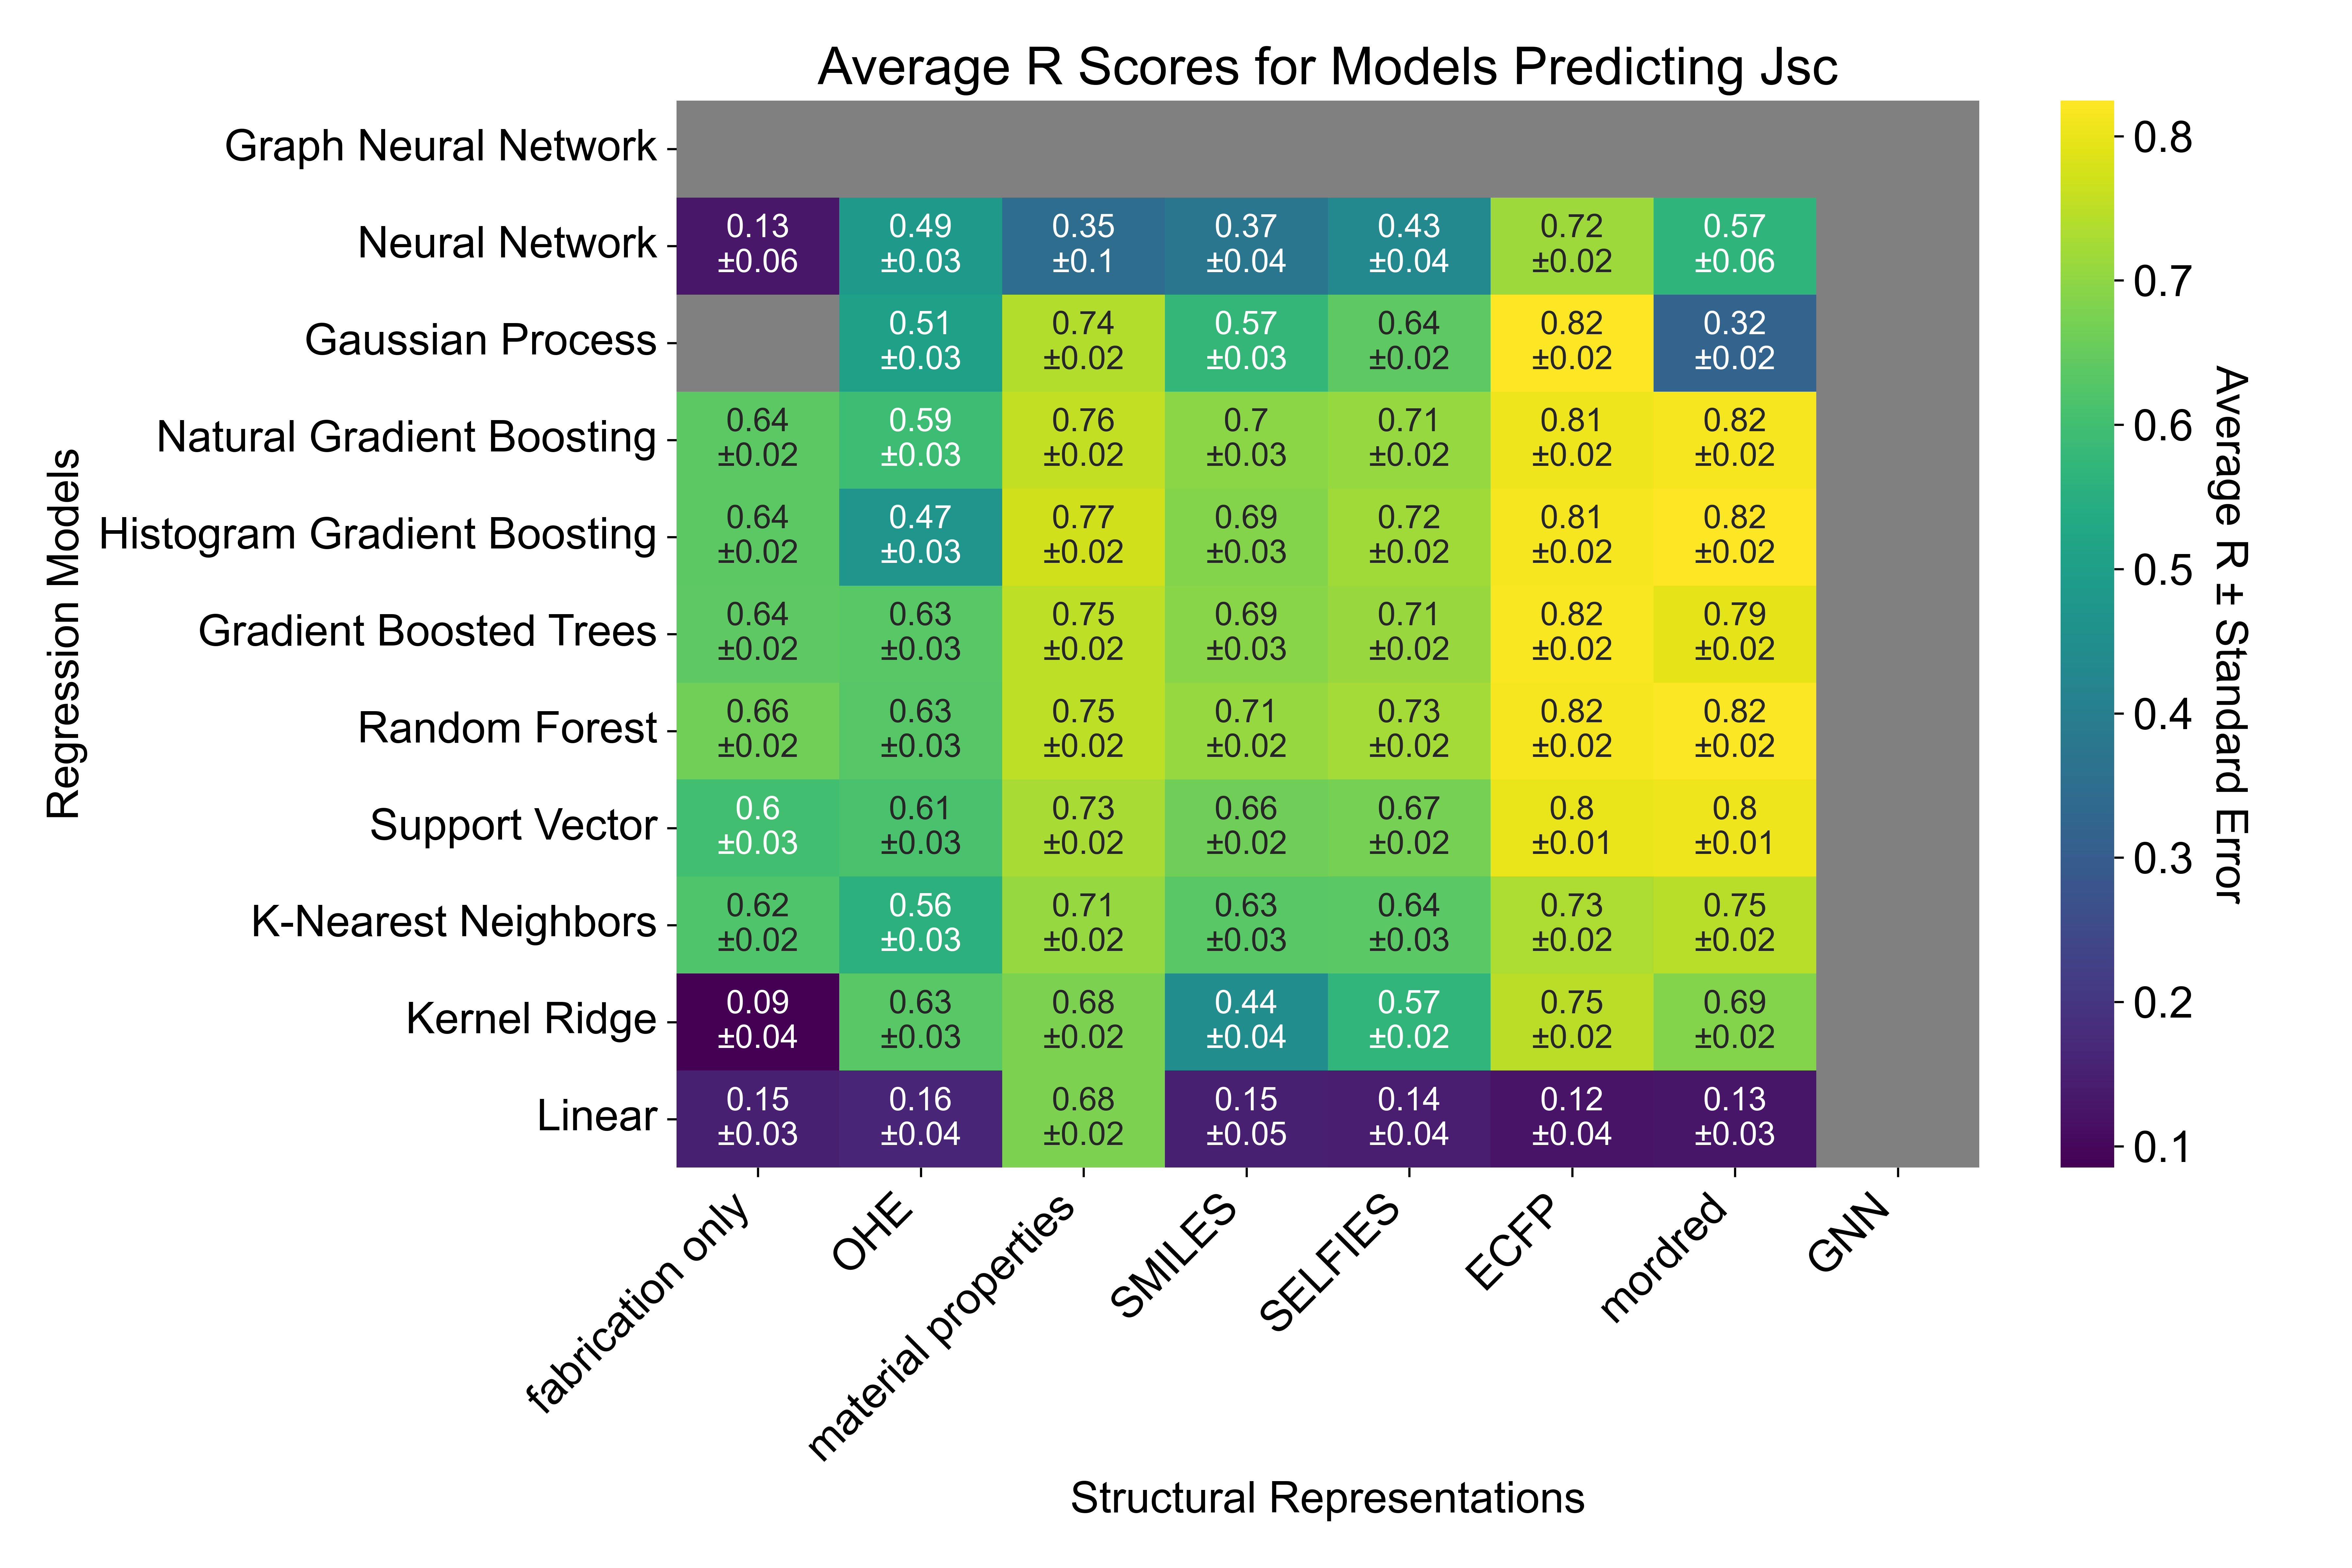 Average R Scores for Models Predicting Jsc
Regression Models
Graph Neural Network
Neural Network
0.13 0.49 0.35 0.37 0.43 0.72 0.57
±0.06 ±0.03 ±0.1 ±0.04 ±0.04 ±0.02 ±0.06
Gaussian Process
0.51 0.74 0.57 0.64 0.82 0.32
±0.03 ±0.02 ±0.03 ±0.02 ±0.02 ±0.02
Natural Gradient Boosting
0.64 0.59 0.76 0.7 0.71 0.81 0.82
±0.02 ±0.03 ±0.02 ±0.03 ±0.02 ±0.02 ±0.02
Histogram Gradient Boosting
0.64 0.47 0.77 0.69 0.72 0.81 0.82
±0.02 ±0.03 ±0.02 ±0.03 ±0.02 ±0.02 ±0.02
Gradient Boosted Trees
0.64 0.63 0.75 0.69 0.71 0.82 0.79
±0.02 ±0.03 ±0.02 ±0.03 ±0.02 ±0.02 ±0.02
Random Forest
0.66 0.63 0.75 0.71 0.73 0.82 0.82
±0.02 ±0.03 ±0.02 ±0.02 ±0.02 ±0.02 ±0.02
Support Vector
0.6 0.61 0.73 0.66 0.67 0.8 0.8
±0.03 ±0.03 ±0.02 ±0.02 ±0.02 ±0.01 ±0.01
K-Nearest Neighbors
0.62 0.56 0.71 0.63 0.64 0.73 0.75
±0.02 ±0.03 ±0.02 ±0.03 ±0.03 ±0.02 ±0.02
Kernel Ridge
0.09 0.63 0.68 0.44 0.57 0.75 0.69
±0.04 ±0.03 ±0.02 ±0.04 ±0.02 ±0.02 ±0.02
Linear
0.15 0.16 0.68 0.15 0.14 0.12 0.13
±0.03 ±0.04 ±0.02 ±0.05 ±0.04 ±0.04 ±0.03
fabrication only
OHE
material properties
SMILES
SELFIES
ECFP
mordred
GNN
Structural Representations
0.8
0.7
0.6
0.5
0.4
0.3
0.2
0.1
Average R ± Standard Error